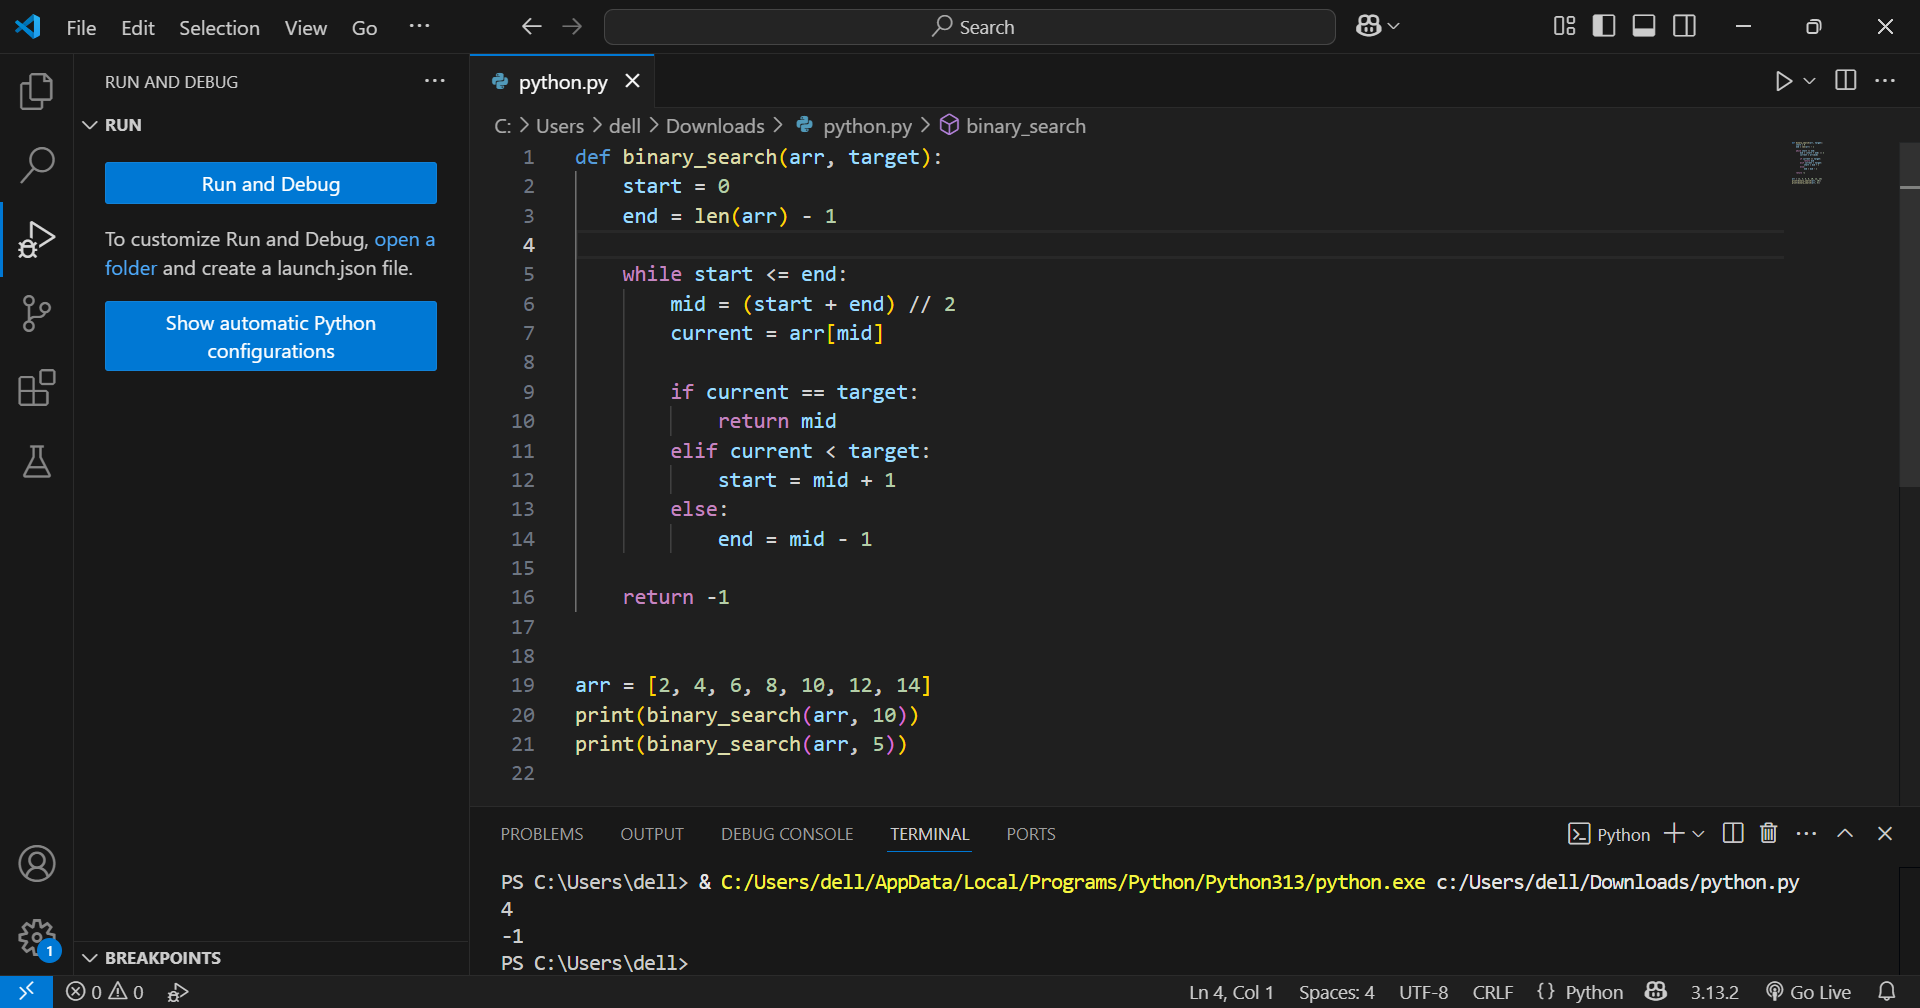 File Edit Selection View Go ··· Search
RUN AND DEBUG ···
RUN
Run and Debug
To customize Run and Debug, open a
folder and create a launch.json file.
Show automatic Python
configurations
BREAKPOINTS
python.py
C: > Users > dell > Downloads > python.py > binary_search
1 def binary_search(arr, target):
2     start = 0
3     end = len(arr) - 1
4
5     while start <= end:
6         mid = (start + end) // 2
7         current = arr[mid]
8
9         if current == target:
10             return mid
11         elif current < target:
12             start = mid + 1
13         else:
14             end = mid - 1
15
16     return -1
17
18
19 arr = [2, 4, 6, 8, 10, 12, 14]
20 print(binary_search(arr, 10))
21 print(binary_search(arr, 5))
22
PROBLEMS OUTPUT DEBUG CONSOLE TERMINAL PORTS Python
PS C:\Users\dell> & C:/Users/dell/AppData/Local/Programs/Python/Python313/python.exe c:/Users/dell/Downloads/python.py
4
-1
PS C:\Users\dell>
1
0 0 Ln 4, Col 1 Spaces: 4 UTF-8 CRLF {} Python 3.13.2 Go Live